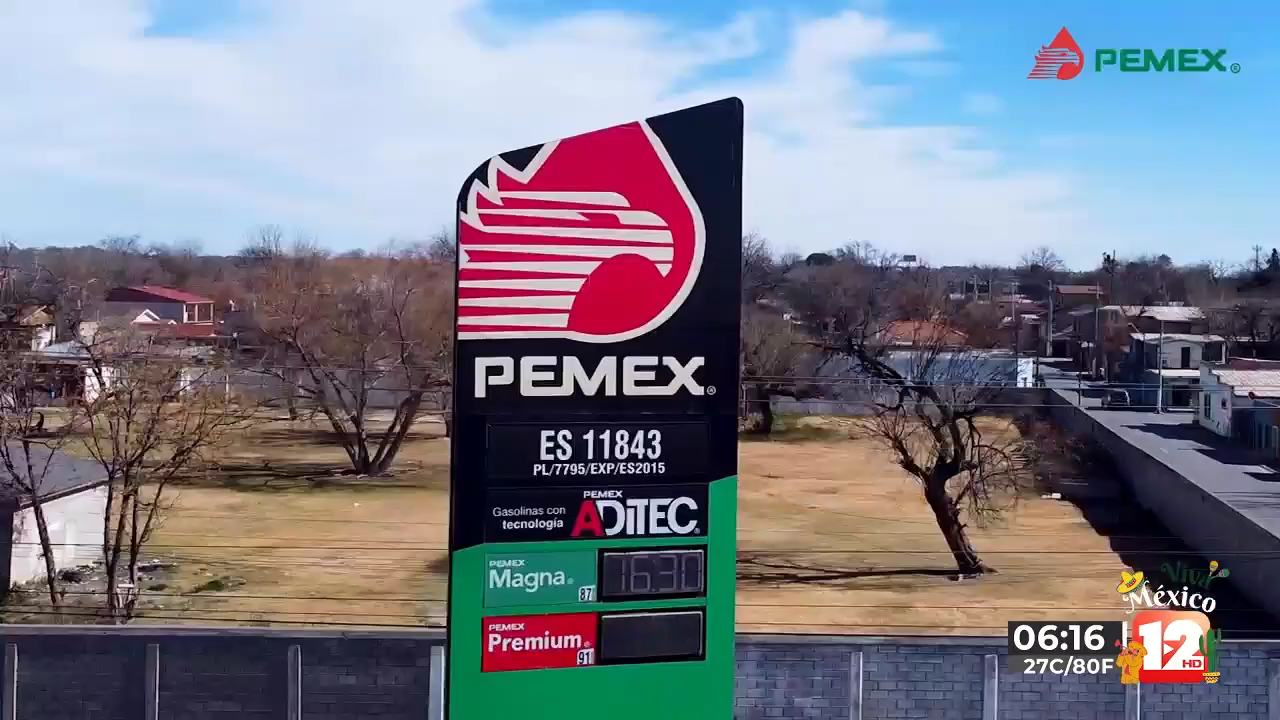 PEMEX®
PEMEX®
ES 11843
PL/7795/EXP/ES2015
Gasolinas con
tecnología
PEMEX
ADITEC®
PEMEX
Magna®
87
16.30
PEMEX
Premium®
91
Viva
México
06:16
27C/80F
12
HD